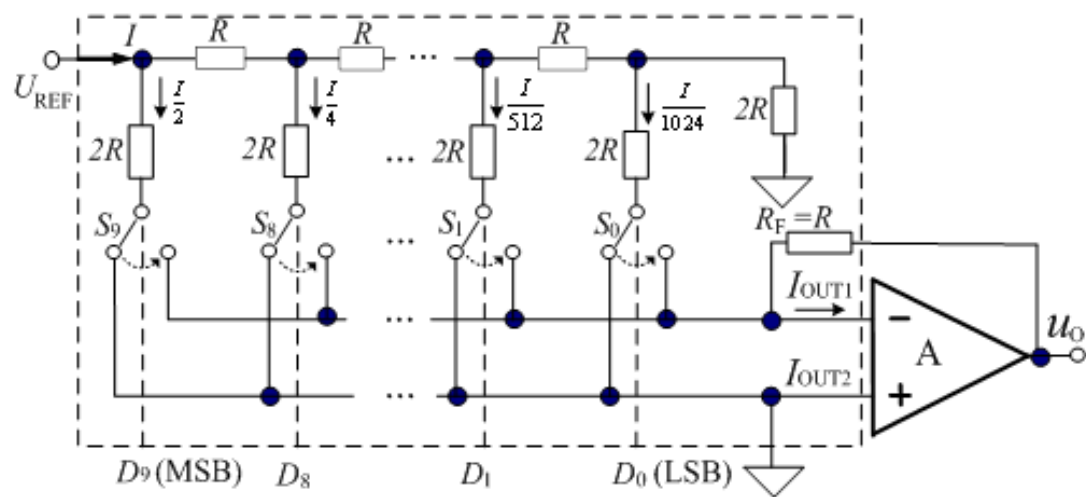 I R R R
U_REF
I/2 I/4 I/512 I/1024
2R 2R ... 2R 2R 2R
S₉ S₈ ... S₁ S₀ R_F =R
I_OUT1
...
− A u_O
I_OUT2
... +
D₉ (MSB) D₈ D₁ D₀ (LSB)